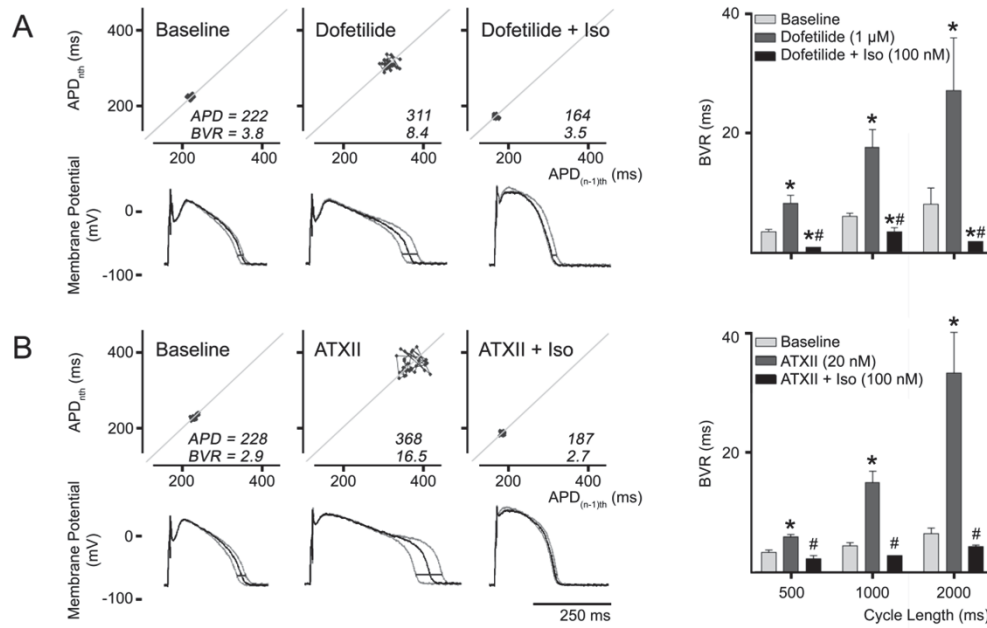 A
Baseline
Dofetilide
Dofetilide + Iso
APD_nth (ms)
400
200
APD = 222
BVR = 3.8
311
8.4
164
3.5
200 400 200 400 200 400
APD_(n-1)th (ms)
Membrane Potential
(mV)
0
-100
BVR (ms)
40
20
Baseline
Dofetilide (1 µM)
Dofetilide + Iso (100 nM)
* * *
*# *# *#
B
Baseline
ATXII
ATXII + Iso
APD_nth (ms)
400
200
APD = 228
BVR = 2.9
368
16.5
187
2.7
200 400 200 400 200 400
APD_(n-1)th (ms)
Membrane Potential
(mV)
0
-100
250 ms
BVR (ms)
40
20
Baseline
ATXII (20 nM)
ATXII + Iso (100 nM)
* * *
# # #
500 1000 2000
Cycle Length (ms)